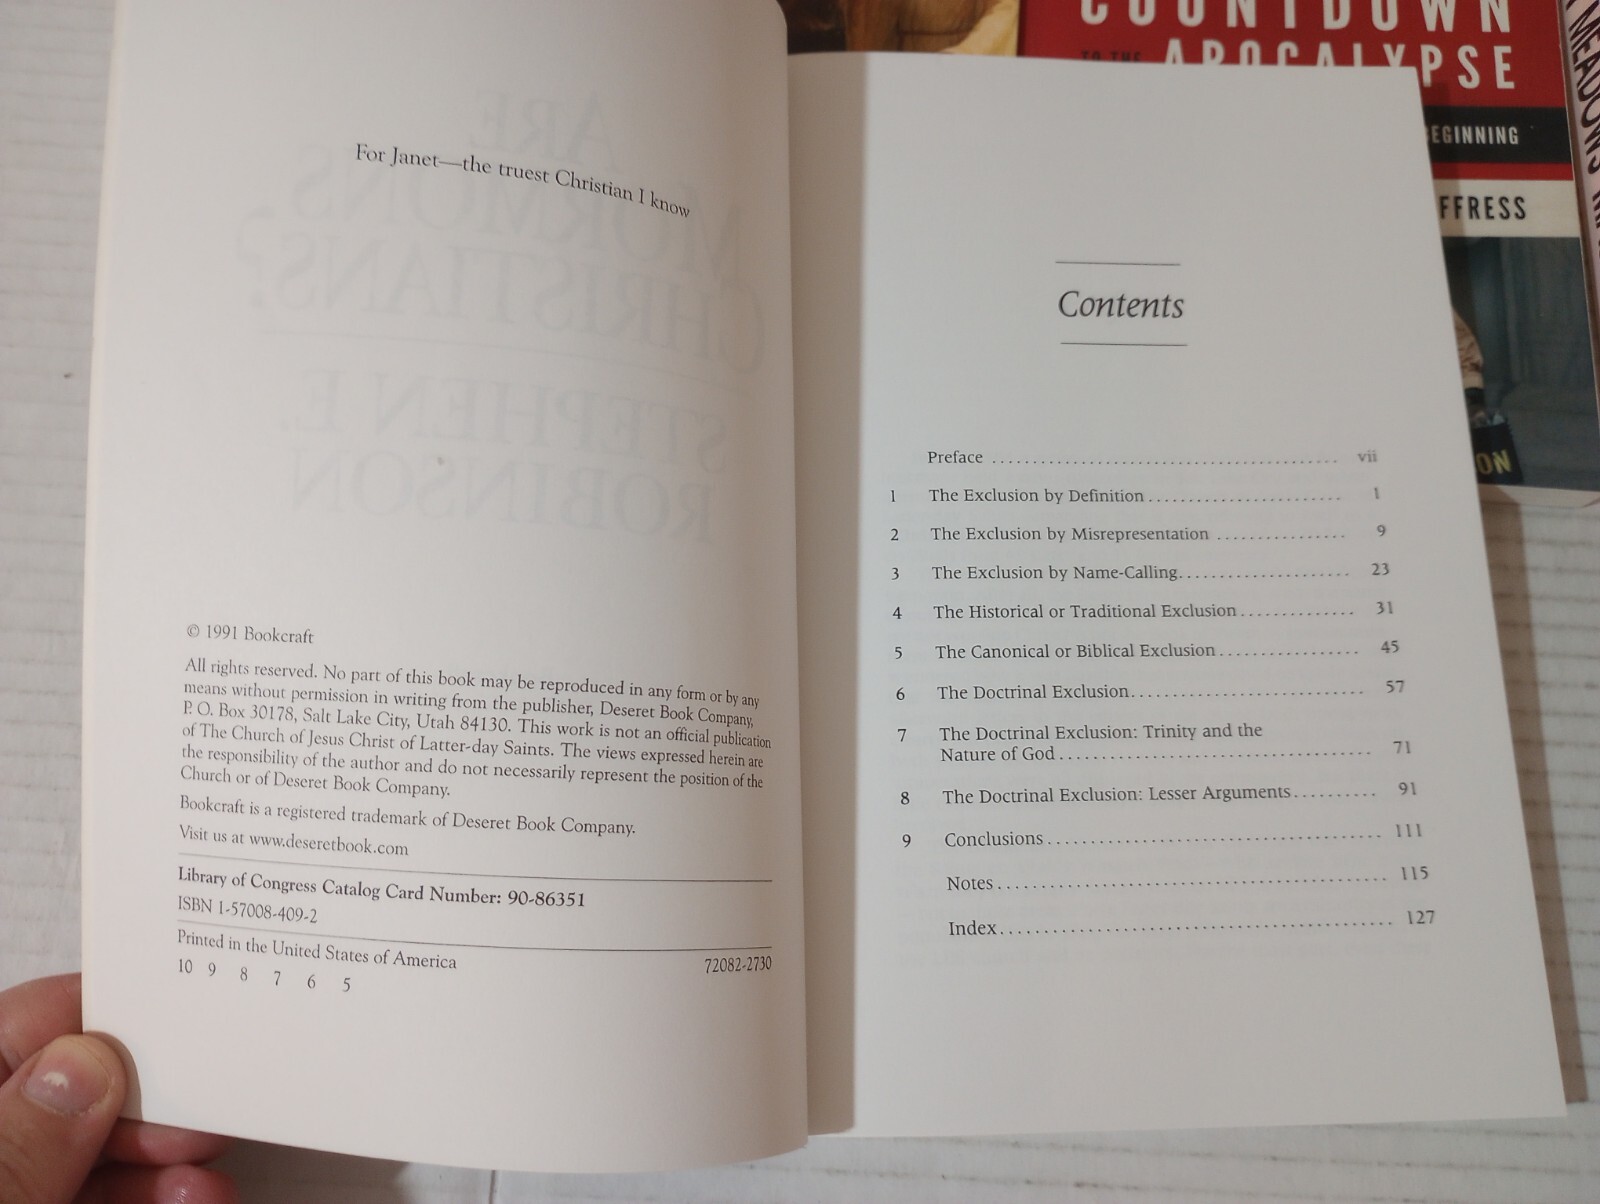 For Janet—the truest Christian I know
ARE
MORMONS
CHRISTIANS?
STEPHEN E.
ROBINSON
© 1991 Bookcraft
All rights reserved. No part of this book may be reproduced in any form or by any
means without permission in writing from the publisher, Deseret Book Company,
P. O. Box 30178, Salt Lake City, Utah 84130. This work is not an official publication
of The Church of Jesus Christ of Latter-day Saints. The views expressed herein are
the responsibility of the author and do not necessarily represent the position of the
Church or of Deseret Book Company.
Bookcraft is a registered trademark of Deseret Book Company.
Visit us at www.deseretbook.com
Library of Congress Catalog Card Number: 90-86351
ISBN 1-57008-409-2
Printed in the United States of America 72082-2730
10 9 8 7 6 5
Contents
Preface .......... vii
1 The Exclusion by Definition .......... 1
2 The Exclusion by Misrepresentation .......... 9
3 The Exclusion by Name-Calling .......... 23
4 The Historical or Traditional Exclusion .......... 31
5 The Canonical or Biblical Exclusion .......... 45
6 The Doctrinal Exclusion .......... 57
7 The Doctrinal Exclusion: Trinity and the
Nature of God .......... 71
8 The Doctrinal Exclusion: Lesser Arguments .......... 91
9 Conclusions .......... 111
Notes .......... 115
Index .......... 127
COUNTDOWN
TO THE APOCALYPSE
EGINNING
FFRESS
ON
MEADOWS